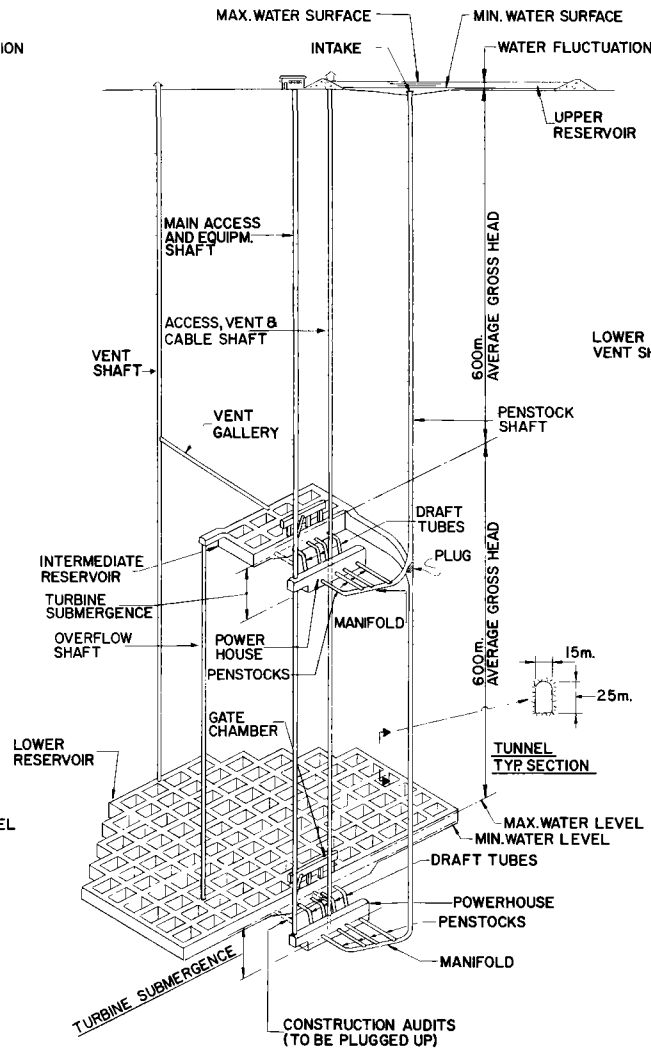 MAX. WATER SURFACE
MIN. WATER SURFACE
ION
INTAKE
WATER FLUCTUATION
UPPER
RESERVOIR
MAIN ACCESS
AND EQUIPM.
SHAFT
600m.
AVERAGE GROSS HEAD
ACCESS, VENT &
CABLE SHAFT
LOWER
VENT SH
VENT
SHAFT
VENT
GALLERY
PENSTOCK
SHAFT
DRAFT
TUBES
INTERMEDIATE
RESERVOIR
PLUG
TURBINE
SUBMERGENCE
MANIFOLD
OVERFLOW
SHAFT
POWER
HOUSE
PENSTOCKS
600m.
AVERAGE GROSS HEAD
15m.
25m.
GATE
CHAMBER
TUNNEL
TYP. SECTION
LOWER
RESERVOIR
MAX. WATER LEVEL
MIN. WATER LEVEL
EL
DRAFT TUBES
POWERHOUSE
PENSTOCKS
MANIFOLD
TURBINE SUBMERGENCE
CONSTRUCTION AUDITS
(TO BE PLUGGED UP)